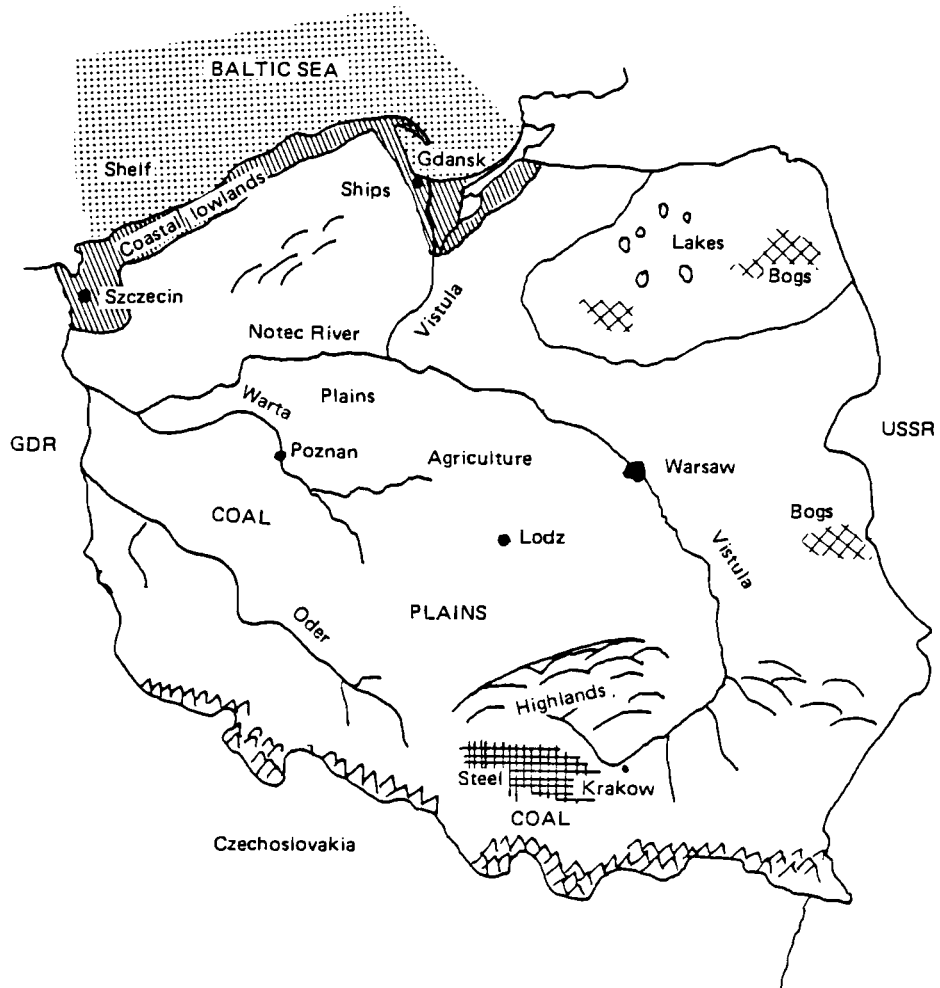 BALTIC SEA
Shelf
Gdansk
Coastal lowlands
Ships
Lakes
Bogs
Szczecin
Vistula
Notec River
Warta
Plains
GDR
USSR
Poznan
Agriculture
Warsaw
COAL
Bogs
Lodz
Vistula
Oder
PLAINS
Highlands
Steel
Krakow
COAL
Czechoslovakia